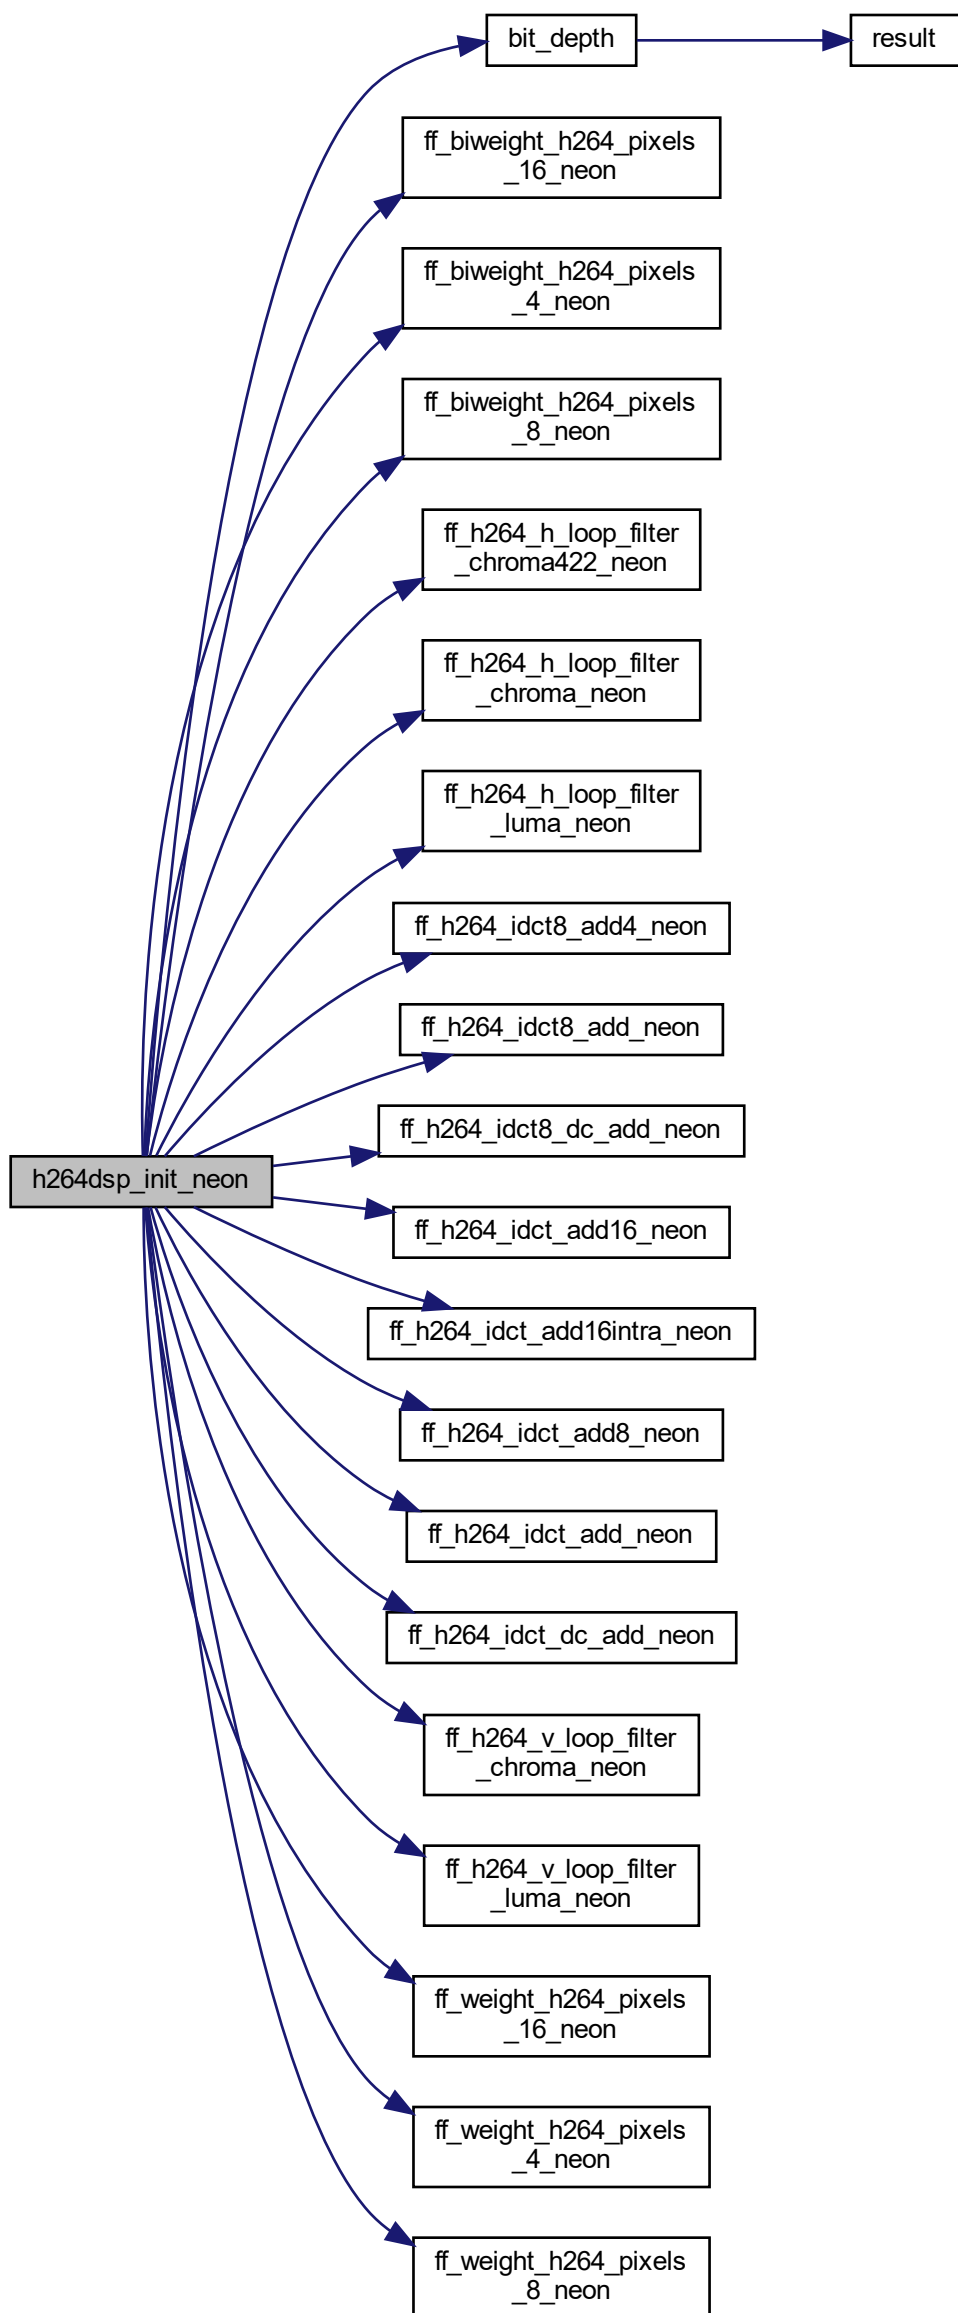 bit_depth
result
ff_biweight_h264_pixels
_16_neon
ff_biweight_h264_pixels
_4_neon
ff_biweight_h264_pixels
_8_neon
ff_h264_h_loop_filter
_chroma422_neon
ff_h264_h_loop_filter
_chroma_neon
ff_h264_h_loop_filter
_luma_neon
ff_h264_idct8_add4_neon
ff_h264_idct8_add_neon
ff_h264_idct8_dc_add_neon
h264dsp_init_neon
ff_h264_idct_add16_neon
ff_h264_idct_add16intra_neon
ff_h264_idct_add8_neon
ff_h264_idct_add_neon
ff_h264_idct_dc_add_neon
ff_h264_v_loop_filter
_chroma_neon
ff_h264_v_loop_filter
_luma_neon
ff_weight_h264_pixels
_16_neon
ff_weight_h264_pixels
_4_neon
ff_weight_h264_pixels
_8_neon